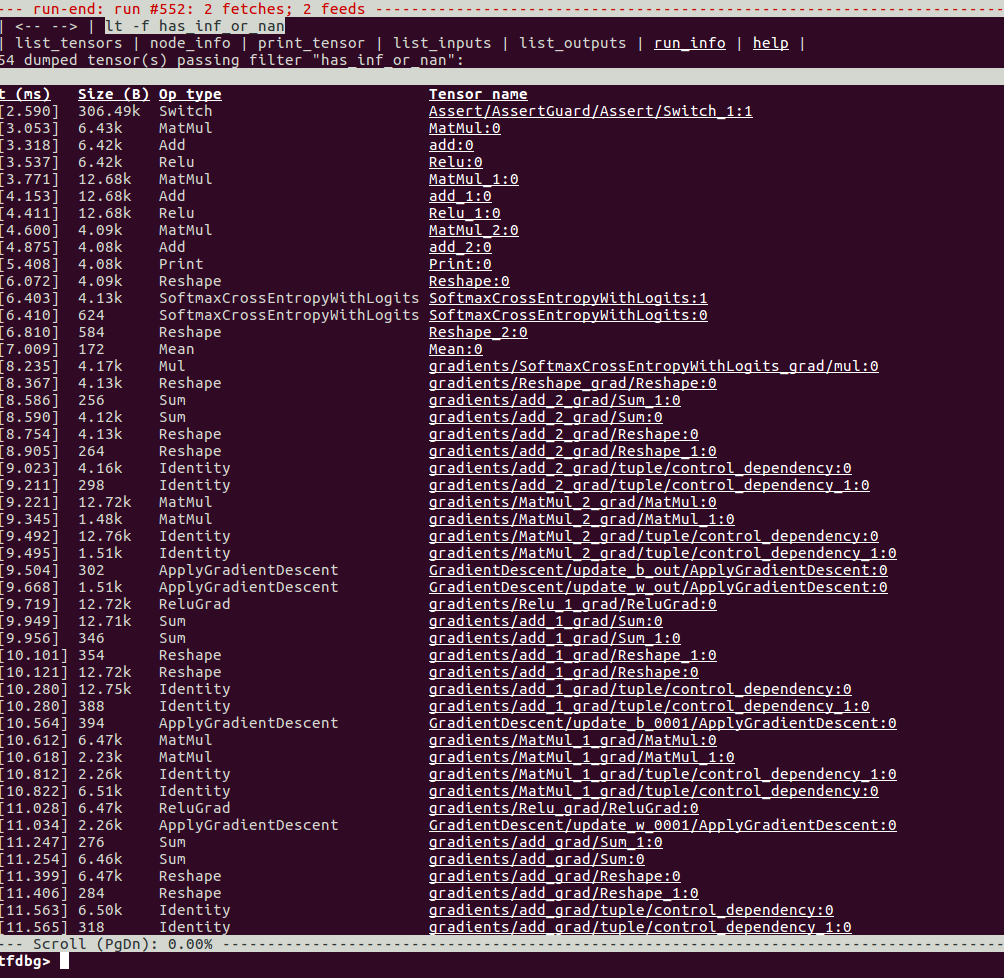 --- run-end: run #552: 2 fetches; 2 feeds ---
| <-- --> | lt -f has_inf_or_nan
| list_tensors | node_info | print_tensor | list_inputs | list_outputs | run_info | help |
54 dumped tensor(s) passing filter "has_inf_or_nan":
t (ms) Size (B) Op type Tensor name
[2.590] 306.49k Switch Assert/AssertGuard/Assert/Switch_1:1
[3.053] 6.43k MatMul MatMul:0
[3.318] 6.42k Add add:0
[3.537] 6.42k Relu Relu:0
[3.771] 12.68k MatMul MatMul_1:0
[4.153] 12.68k Add add_1:0
[4.411] 12.68k Relu Relu_1:0
[4.600] 4.09k MatMul MatMul_2:0
[4.875] 4.08k Add add_2:0
[5.408] 4.08k Print Print:0
[6.072] 4.09k Reshape Reshape:0
[6.403] 4.13k SoftmaxCrossEntropyWithLogits SoftmaxCrossEntropyWithLogits:1
[6.410] 624 SoftmaxCrossEntropyWithLogits SoftmaxCrossEntropyWithLogits:0
[6.810] 584 Reshape Reshape_2:0
[7.009] 172 Mean Mean:0
[8.235] 4.17k Mul gradients/SoftmaxCrossEntropyWithLogits_grad/mul:0
[8.367] 4.13k Reshape gradients/Reshape_grad/Reshape:0
[8.586] 256 Sum gradients/add_2_grad/Sum_1:0
[8.590] 4.12k Sum gradients/add_2_grad/Sum:0
[8.754] 4.13k Reshape gradients/add_2_grad/Reshape:0
[8.905] 264 Reshape gradients/add_2_grad/Reshape_1:0
[9.023] 4.16k Identity gradients/add_2_grad/tuple/control_dependency:0
[9.211] 298 Identity gradients/add_2_grad/tuple/control_dependency_1:0
[9.221] 12.72k MatMul gradients/MatMul_2_grad/MatMul:0
[9.345] 1.48k MatMul gradients/MatMul_2_grad/MatMul_1:0
[9.492] 12.76k Identity gradients/MatMul_2_grad/tuple/control_dependency:0
[9.495] 1.51k Identity gradients/MatMul_2_grad/tuple/control_dependency_1:0
[9.504] 302 ApplyGradientDescent GradientDescent/update_b_out/ApplyGradientDescent:0
[9.668] 1.51k ApplyGradientDescent GradientDescent/update_w_out/ApplyGradientDescent:0
[9.719] 12.72k ReluGrad gradients/Relu_1_grad/ReluGrad:0
[9.949] 12.71k Sum gradients/add_1_grad/Sum:0
[9.956] 346 Sum gradients/add_1_grad/Sum_1:0
[10.101] 354 Reshape gradients/add_1_grad/Reshape_1:0
[10.121] 12.72k Reshape gradients/add_1_grad/Reshape:0
[10.280] 12.75k Identity gradients/add_1_grad/tuple/control_dependency:0
[10.280] 388 Identity gradients/add_1_grad/tuple/control_dependency_1:0
[10.564] 394 ApplyGradientDescent GradientDescent/update_b_0001/ApplyGradientDescent:0
[10.612] 6.47k MatMul gradients/MatMul_1_grad/MatMul:0
[10.618] 2.23k MatMul gradients/MatMul_1_grad/MatMul_1:0
[10.812] 2.26k Identity gradients/MatMul_1_grad/tuple/control_dependency_1:0
[10.822] 6.51k Identity gradients/MatMul_1_grad/tuple/control_dependency:0
[11.028] 6.47k ReluGrad gradients/Relu_grad/ReluGrad:0
[11.034] 2.26k ApplyGradientDescent GradientDescent/update_w_0001/ApplyGradientDescent:0
[11.247] 276 Sum gradients/add_grad/Sum_1:0
[11.254] 6.46k Sum gradients/add_grad/Sum:0
[11.399] 6.47k Reshape gradients/add_grad/Reshape:0
[11.406] 284 Reshape gradients/add_grad/Reshape_1:0
[11.563] 6.50k Identity gradients/add_grad/tuple/control_dependency:0
[11.565] 318 Identity gradients/add_grad/tuple/control_dependency_1:0
--- Scroll (PgDn): 0.00% ---
tfdbg>